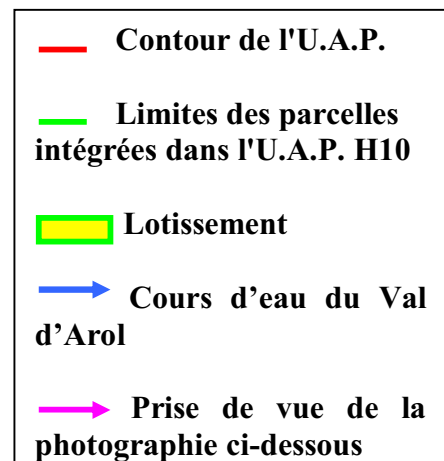 Contour de l'U.A.P.
Limites des parcelles
intégrées dans l'U.A.P. H10
Lotissement
Cours d’eau du Val
d’Arol
Prise de vue de la
photographie ci-dessous